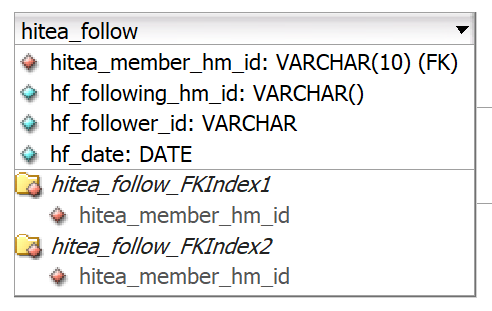 hitea_follow
hitea_member_hm_id: VARCHAR(10) (FK)
hf_following_hm_id: VARCHAR()
hf_follower_id: VARCHAR
hf_date: DATE
hitea_follow_FKIndex1
hitea_member_hm_id
hitea_follow_FKIndex2
hitea_member_hm_id